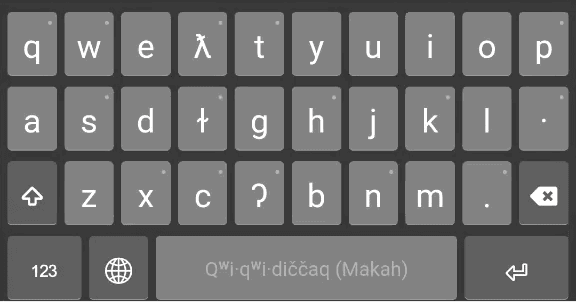 q w e ƛ t y u i o p
a s d ł g h j k l ·
z x c ʔ b n m .
123 Qʷi·qʷi·diččaq (Makah)